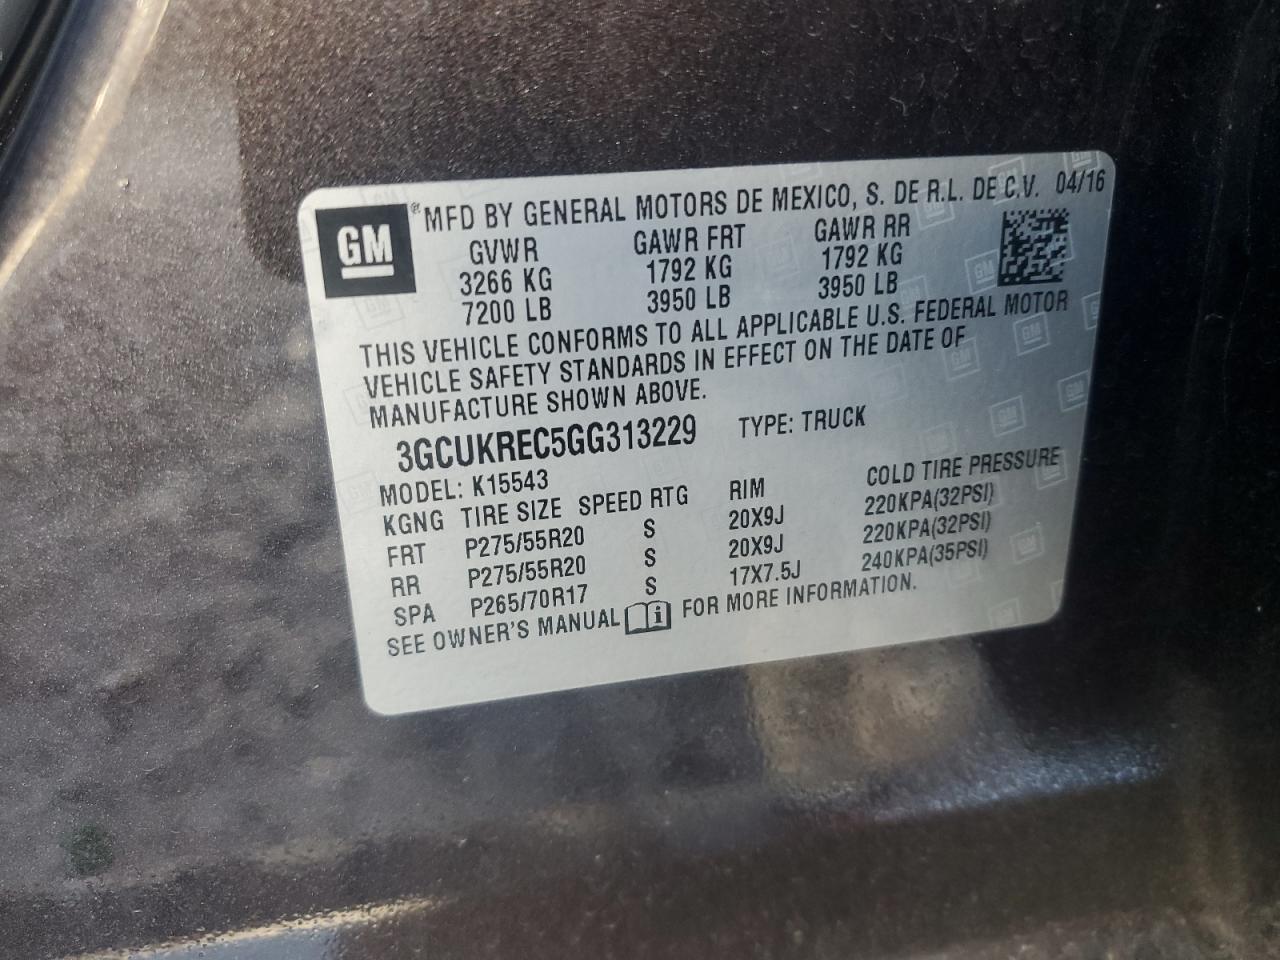 GM ® MFD BY GENERAL MOTORS DE MEXICO, S. DE R.L. DE C.V. 04/16
GVWR GAWR FRT GAWR RR
3266 KG 1792 KG 1792 KG
7200 LB 3950 LB 3950 LB
THIS VEHICLE CONFORMS TO ALL APPLICABLE U.S. FEDERAL MOTOR
VEHICLE SAFETY STANDARDS IN EFFECT ON THE DATE OF
MANUFACTURE SHOWN ABOVE.
3GCUKREC5GG313229 TYPE: TRUCK
MODEL: K15543
KGNG TIRE SIZE SPEED RTG RIM COLD TIRE PRESSURE
FRT P275/55R20 S 20X9J 220KPA(32PSI)
RR P275/55R20 S 20X9J 220KPA(32PSI)
SPA P265/70R17 S 17X7.5J 240KPA(35PSI)
SEE OWNER'S MANUAL i FOR MORE INFORMATION.